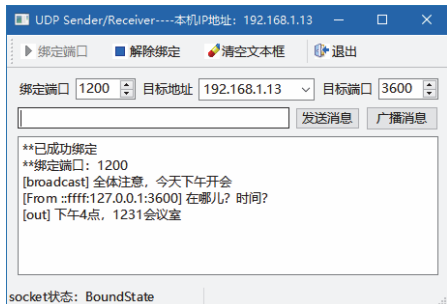 UDP Sender/Receiver----本机IP地址：192.168.1.13
绑定端口 解除绑定 清空文本框 退出
绑定端口 1200 目标地址 192.168.1.13 目标端口 3600
发送消息 广播消息
**已成功绑定
**绑定端口：1200
[broadcast] 全体注意，今天下午开会
[From ::ffff:127.0.0.1:3600] 在哪儿？时间？
[out] 下午4点，1231会议室
socket状态：BoundState